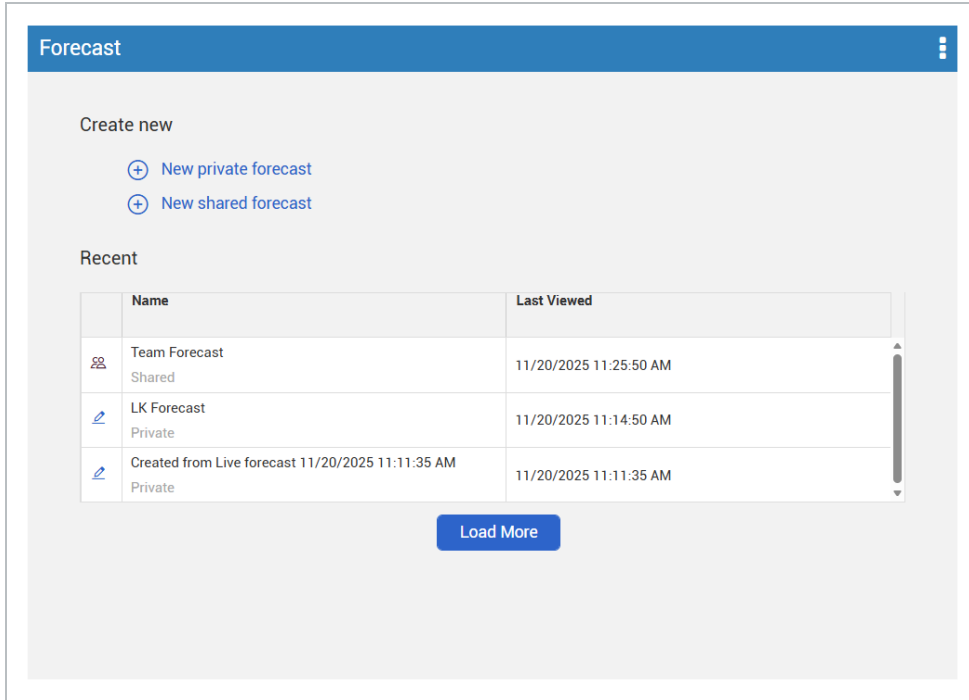 Forecast
Create new
New private forecast
New shared forecast
Recent
Name Last Viewed
Team Forecast
Shared
11/20/2025 11:25:50 AM
LK Forecast
Private
11/20/2025 11:14:50 AM
Created from Live forecast 11/20/2025 11:11:35 AM
Private
11/20/2025 11:11:35 AM
Load More